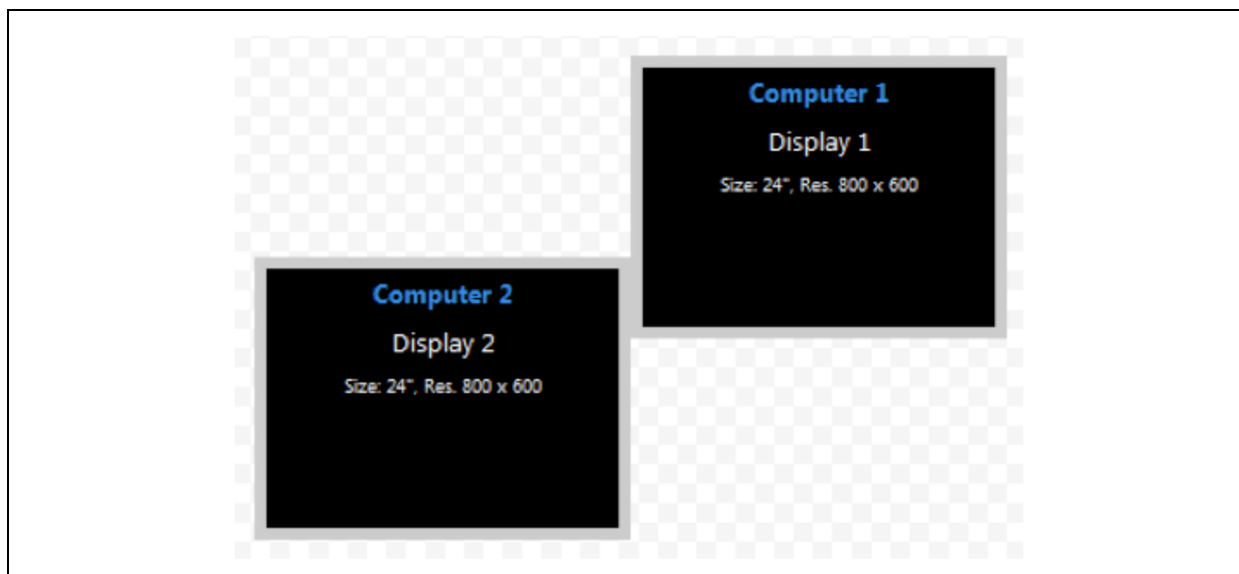 Computer 1
Display 1
Size: 24", Res. 800 x 600
Computer 2
Display 2
Size: 24", Res. 800 x 600